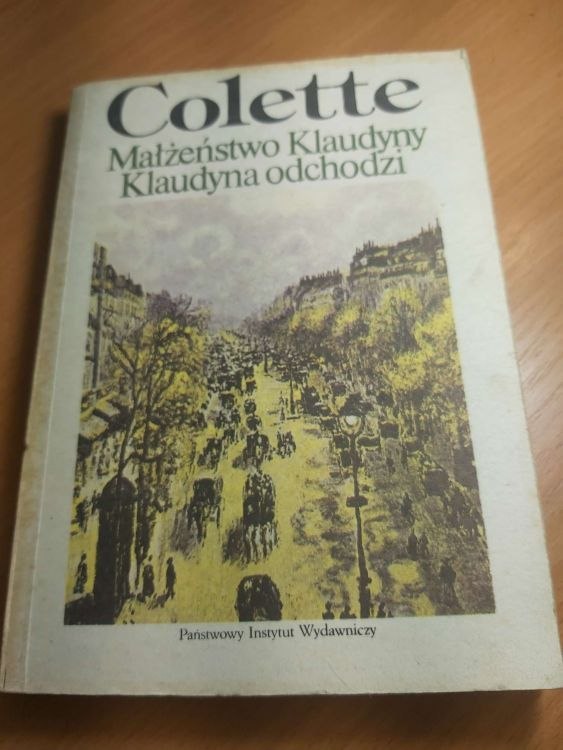 Colette
Małżeństwo Klaudyny
Klaudyna odchodzi
Państwowy Instytut Wydawniczy